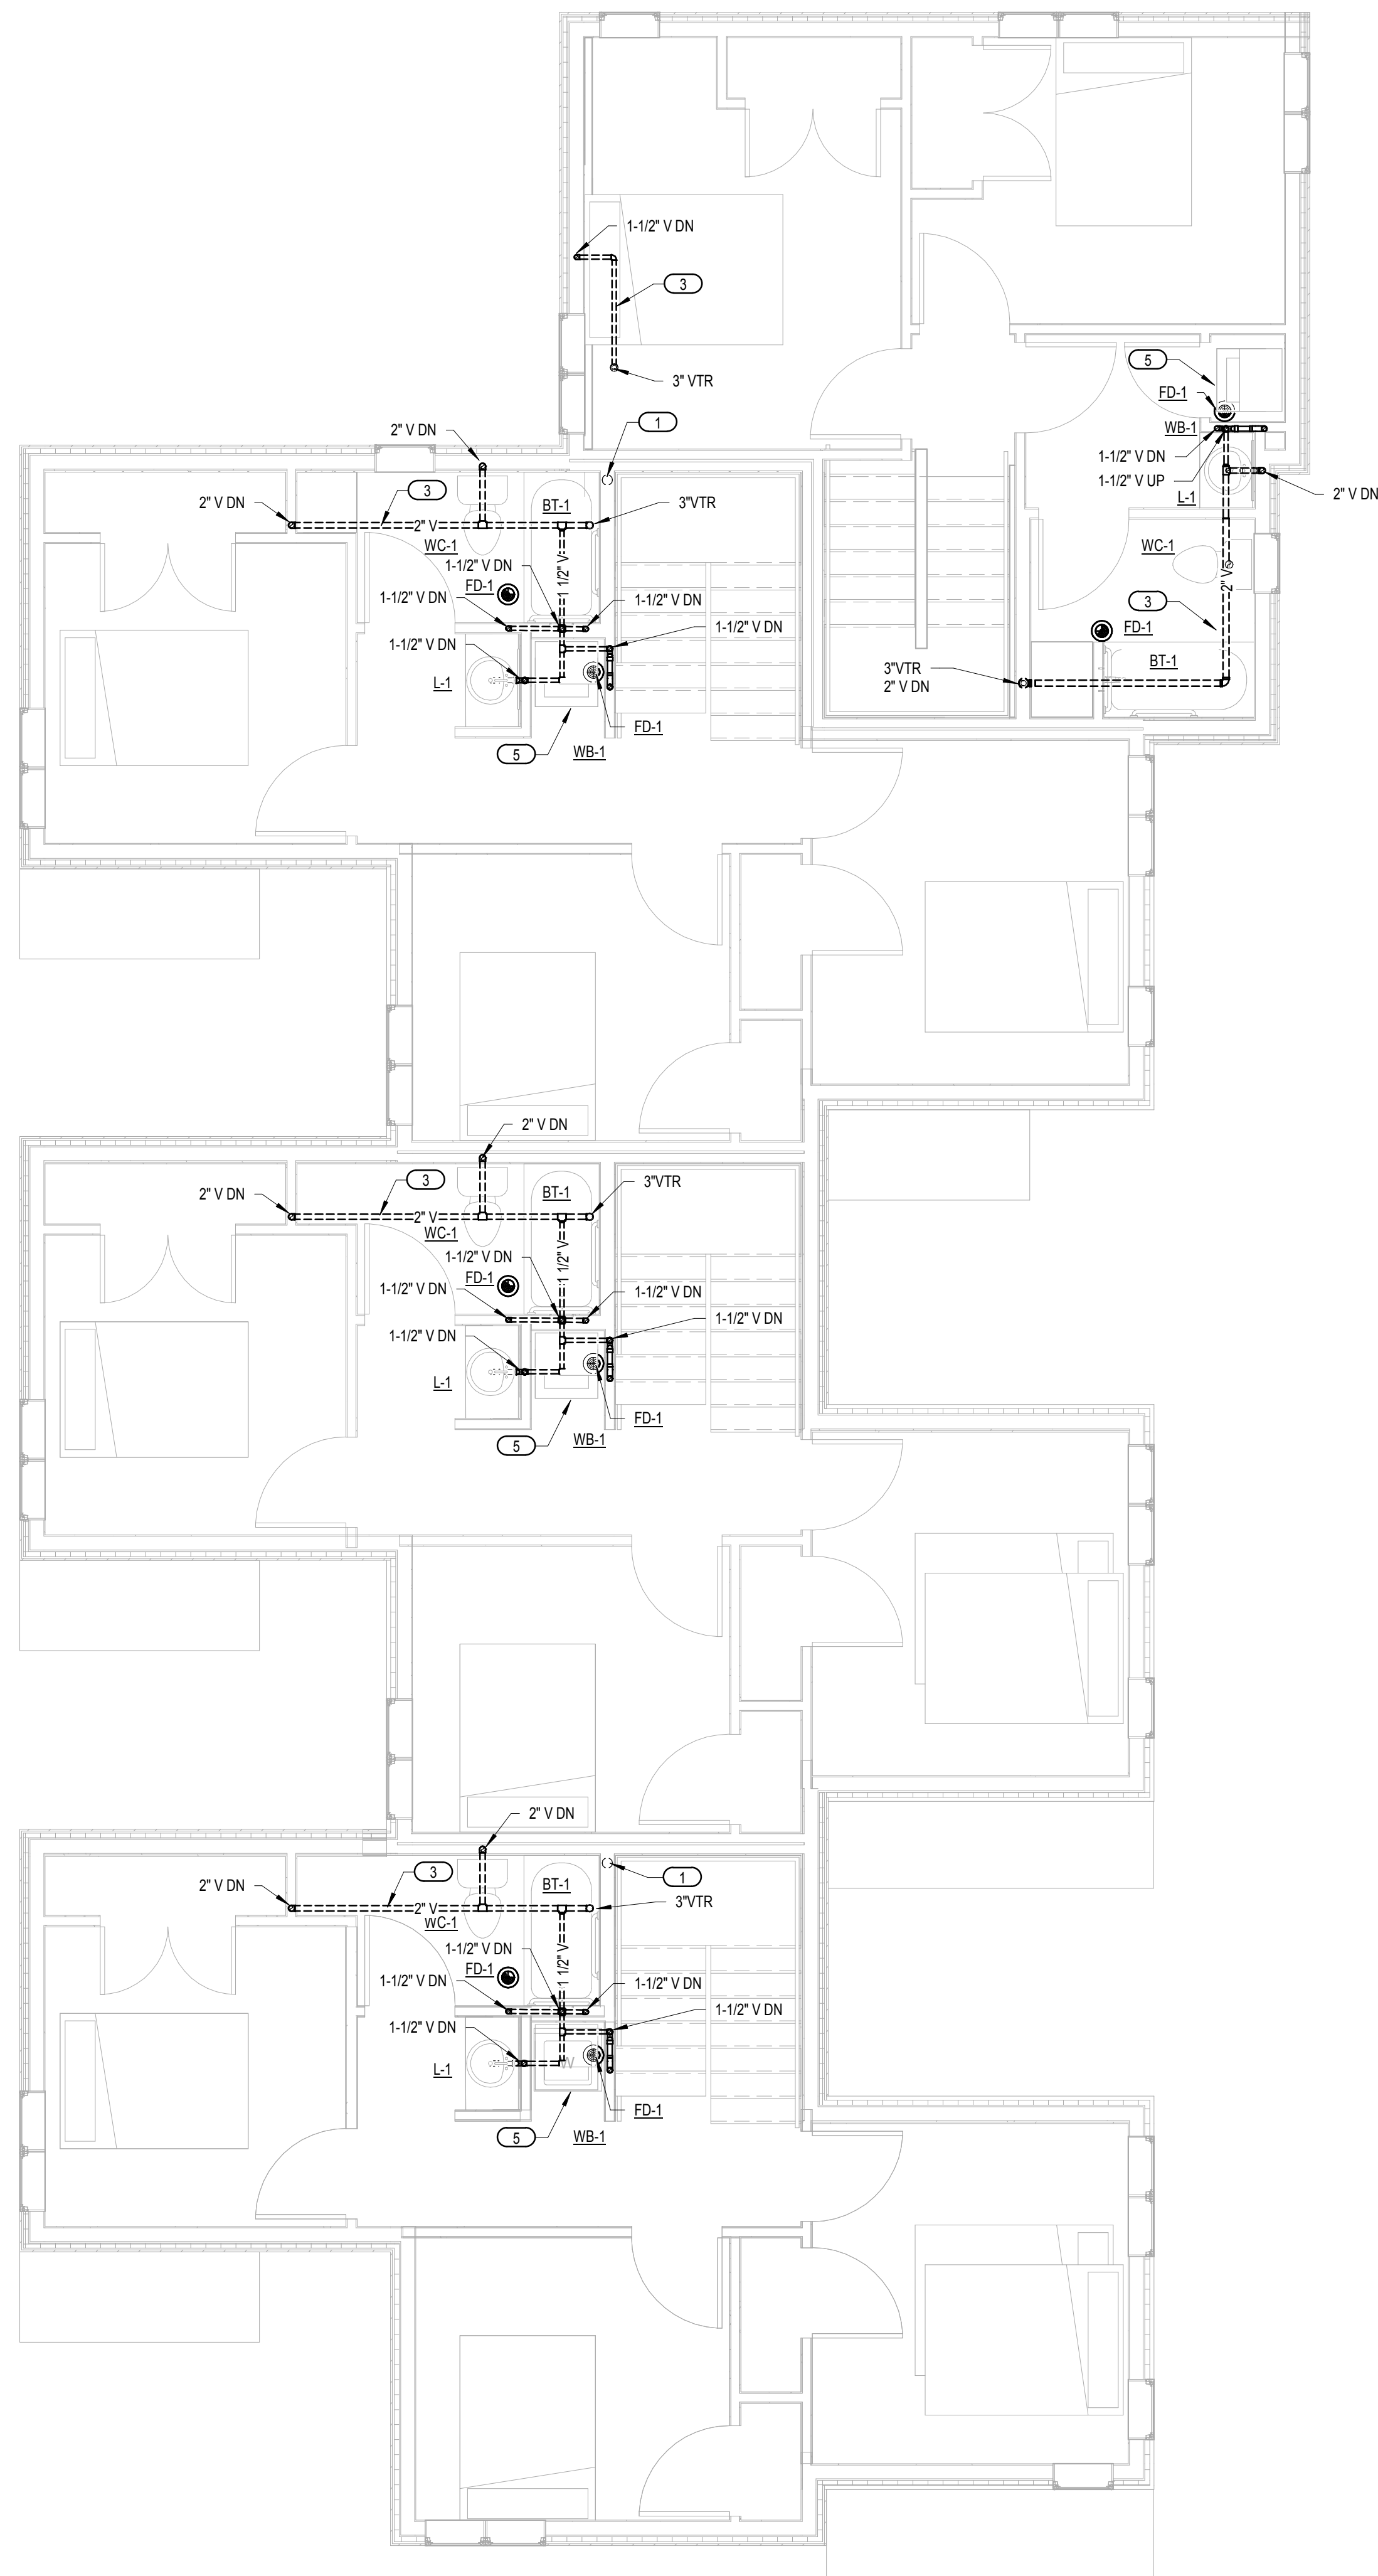 1-1/2" V DN
3
3" VTR
5
FD-1
WB-1
1-1/2" V DN
1-1/2" V UP
L-1
2" V DN
WC-1
2" V
3
FD-1
BT-1
3"VTR
2" V DN
1
2" V DN
3
2" V DN
2" V
BT-1
3"VTR
WC-1
1-1/2" V DN
1 1/2" V
FD-1
1-1/2" V DN
1-1/2" V DN
1-1/2" V DN
1-1/2" V DN
L-1
FD-1
5
WB-1
2" V DN
3
2" V DN
2" V
BT-1
3"VTR
WC-1
1-1/2" V DN
1 1/2" V
FD-1
1-1/2" V DN
1-1/2" V DN
1-1/2" V DN
1-1/2" V DN
L-1
FD-1
5
WB-1
2" V DN
3
1
2" V DN
2" V
BT-1
3"VTR
WC-1
1-1/2" V DN
1 1/2" V
FD-1
1-1/2" V DN
1-1/2" V DN
1-1/2" V DN
1-1/2" V DN
L-1
W
FD-1
5
WB-1